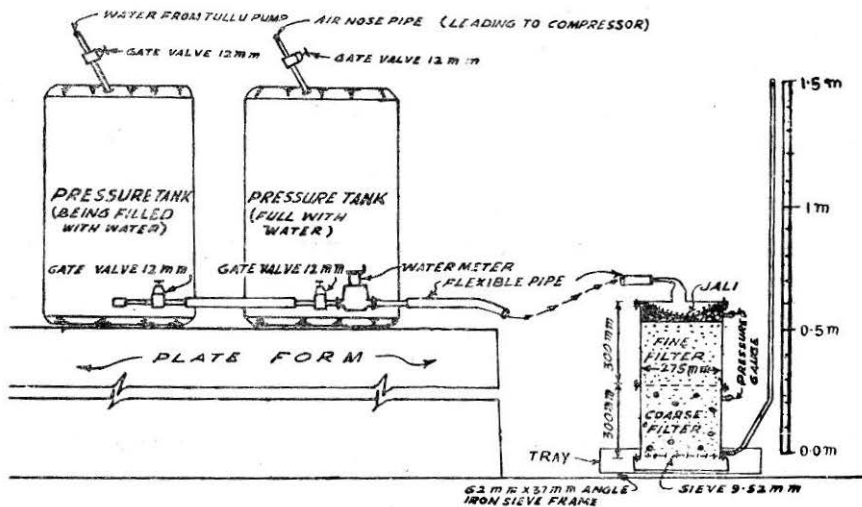 WATER FROM TULLU PUMP
AIR NOSE PIPE (LEADING TO COMPRESSOR)
GATE VALVE 12mm
GATE VALVE 12mm
1.5m
PRESSURE TANK
(BEING FILLED
WITH WATER)
PRESSURE TANK
(FULL WITH
WATER)
1m
GATE VALVE 12mm
GATE VALVE 12mm
WATER METER
FLEXIBLE PIPE
JALI
PLATE FORM
300mm
FINE
FILTER
275mm
PRESSURE
GAUGE
0.5m
300mm
COARSE
FILTER
TRAY
0.0m
62mm X 37mm ANGLE
IRON SIEVE FRAME
SIEVE 9.52mm